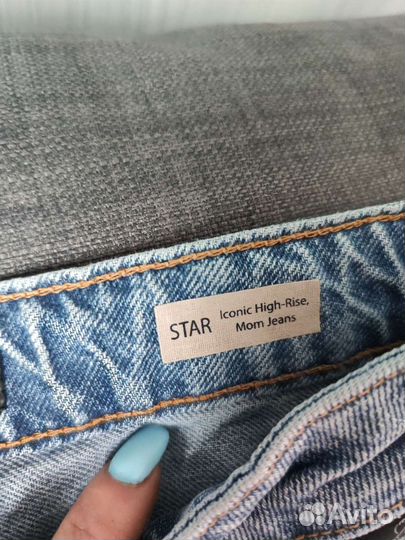 STAR
Iconic High-Rise,
Mom Jeans
Avito